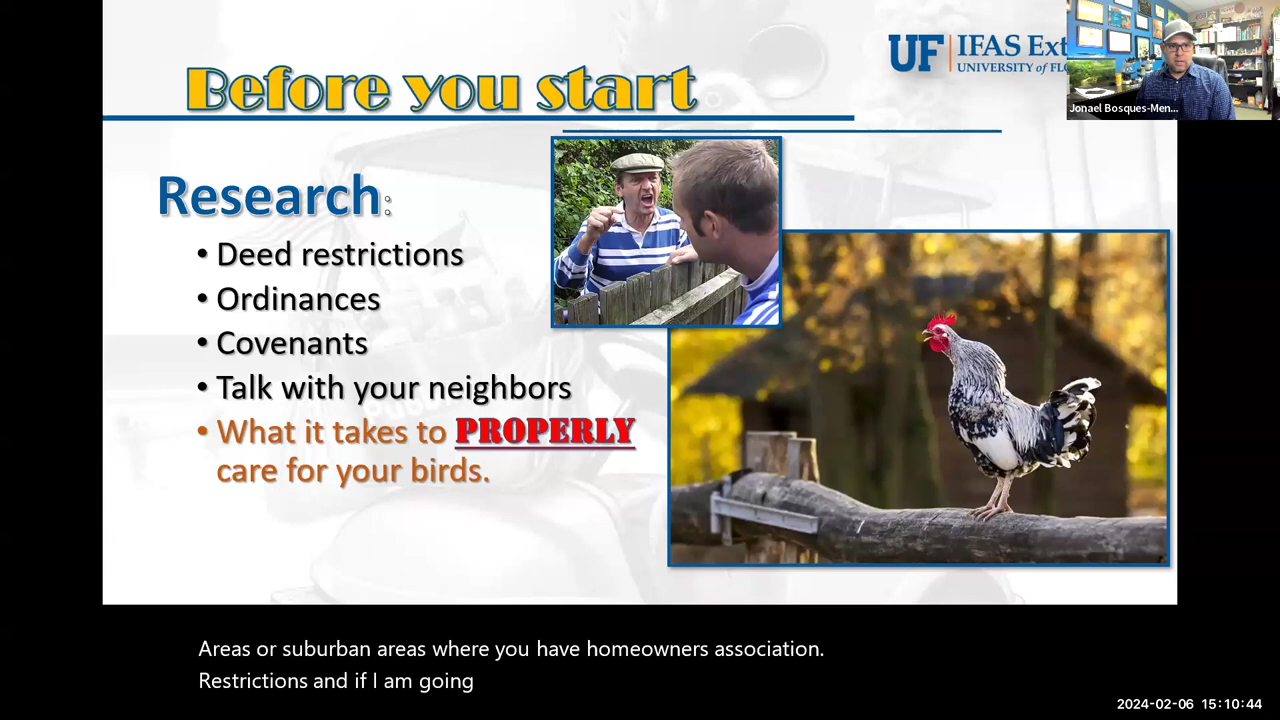 Before you start
UF | IFAS Ext
UNIVERSITY of FLO
Jonael Bosques-Men...
Research:
• Deed restrictions
• Ordinances
• Covenants
• Talk with your neighbors
• What it takes to PROPERLY
care for your birds.
Areas or suburban areas where you have homeowners association.
Restrictions and if I am going
2024-02-06 15:10:44